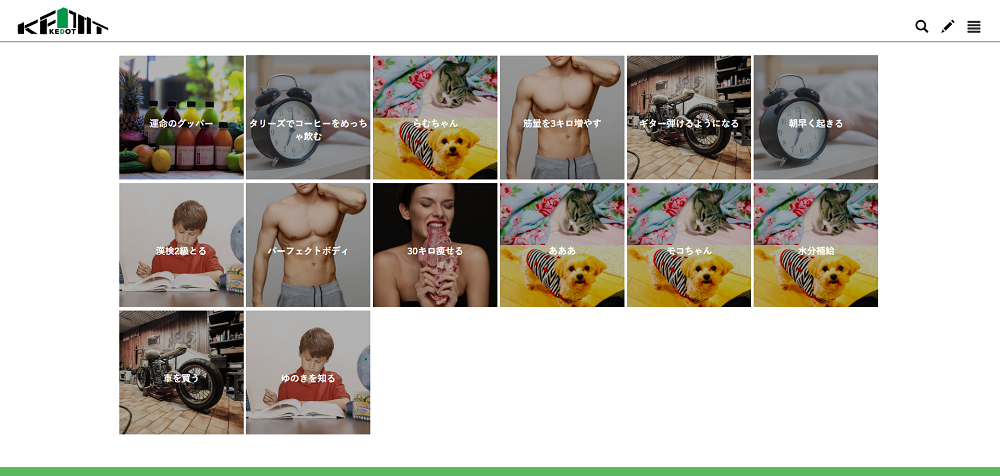 KEDOT
運命のグッバー
タリーズでコーヒーをめっち
ゃ飲む
らむちゃん
筋量を3キロ増やす
ギター弾けるようになる
朝早く起きる
漢検2級とる
パーフェクトボディ
30キロ痩せる
あああ
モコちゃん
水分補給
車を買う
ゆのきを知る